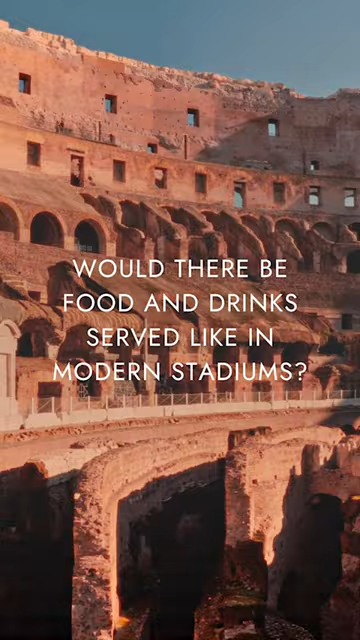 WOULD THERE BE
FOOD AND DRINKS
SERVED LIKE IN
MODERN STADIUMS?